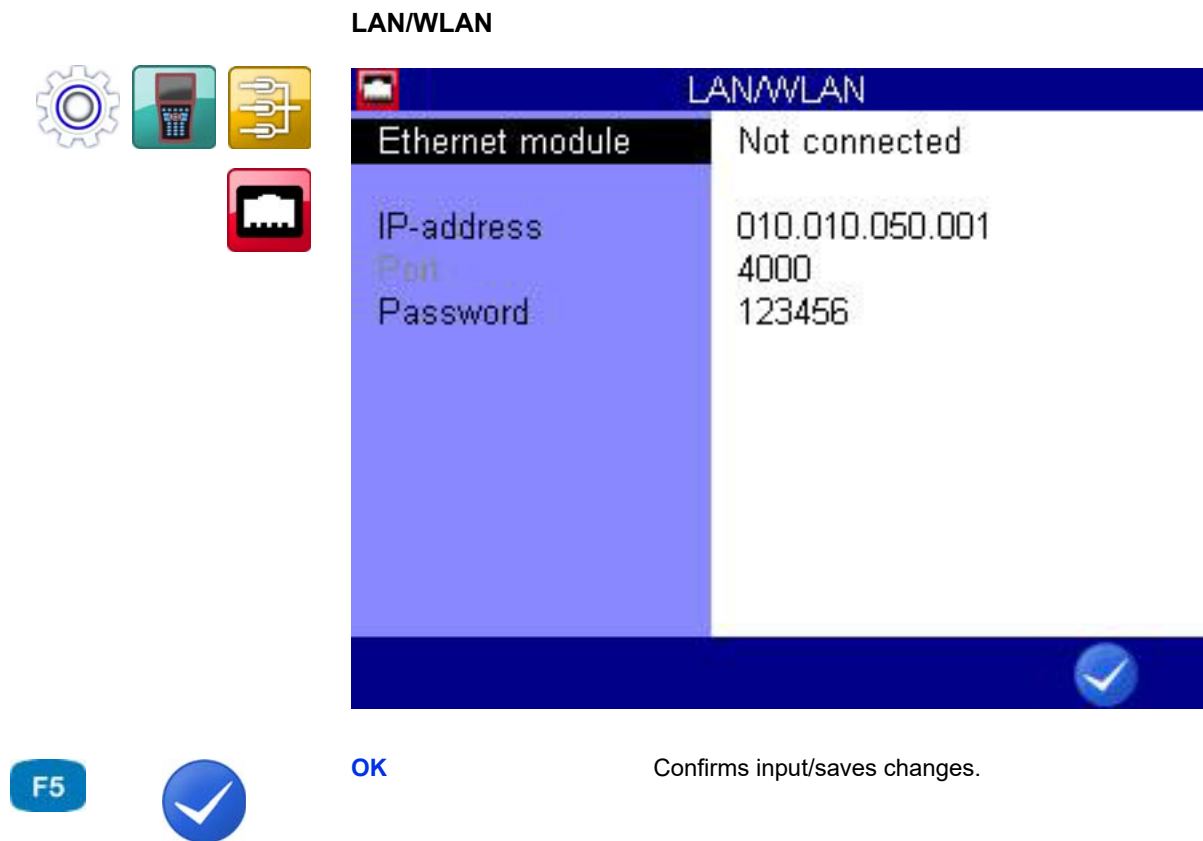 LAN/WLAN
LAN/WLAN
Ethernet module Not connected
IP-address 010.010.050.001
Port 4000
Password 123456
F5 OK Confirms input/saves changes.